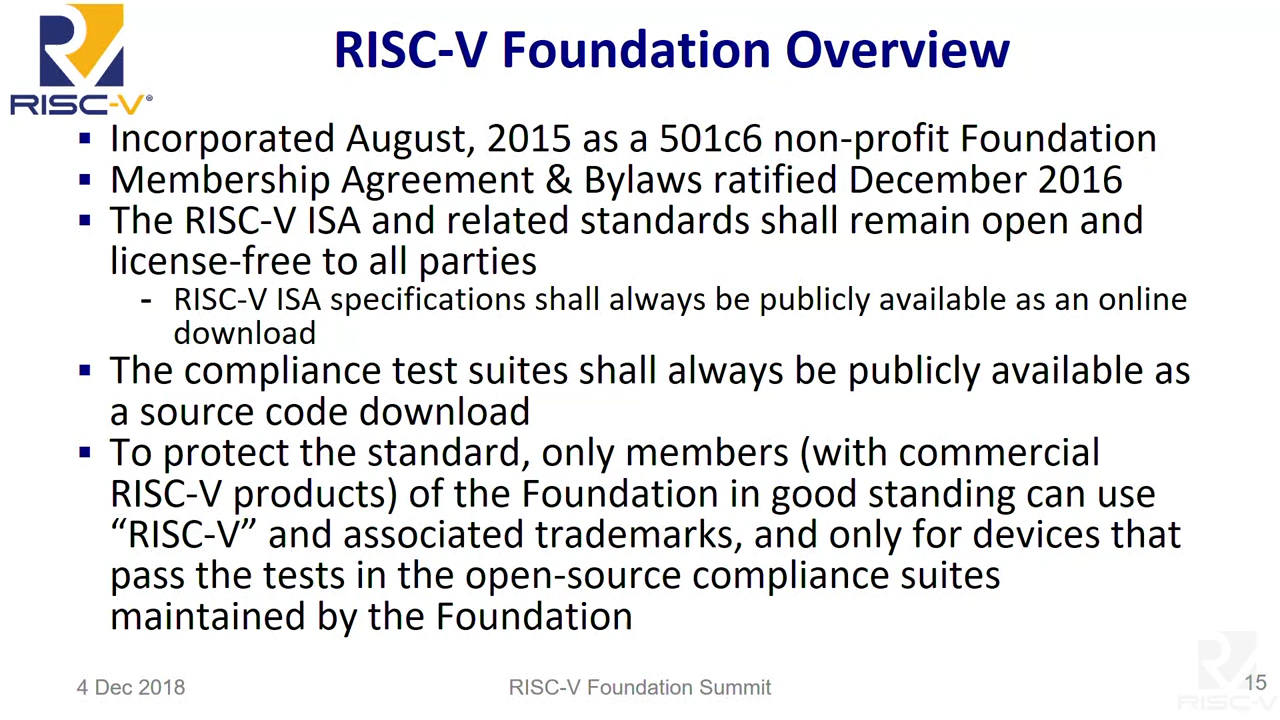 RISC-V®
RISC-V Foundation Overview
▪ Incorporated August, 2015 as a 501c6 non-profit Foundation
▪ Membership Agreement & Bylaws ratified December 2016
▪ The RISC-V ISA and related standards shall remain open and
license-free to all parties
- RISC-V ISA specifications shall always be publicly available as an online
download
▪ The compliance test suites shall always be publicly available as
a source code download
▪ To protect the standard, only members (with commercial
RISC-V products) of the Foundation in good standing can use
“RISC-V” and associated trademarks, and only for devices that
pass the tests in the open-source compliance suites
maintained by the Foundation
4 Dec 2018
RISC-V Foundation Summit
15
RISC-V